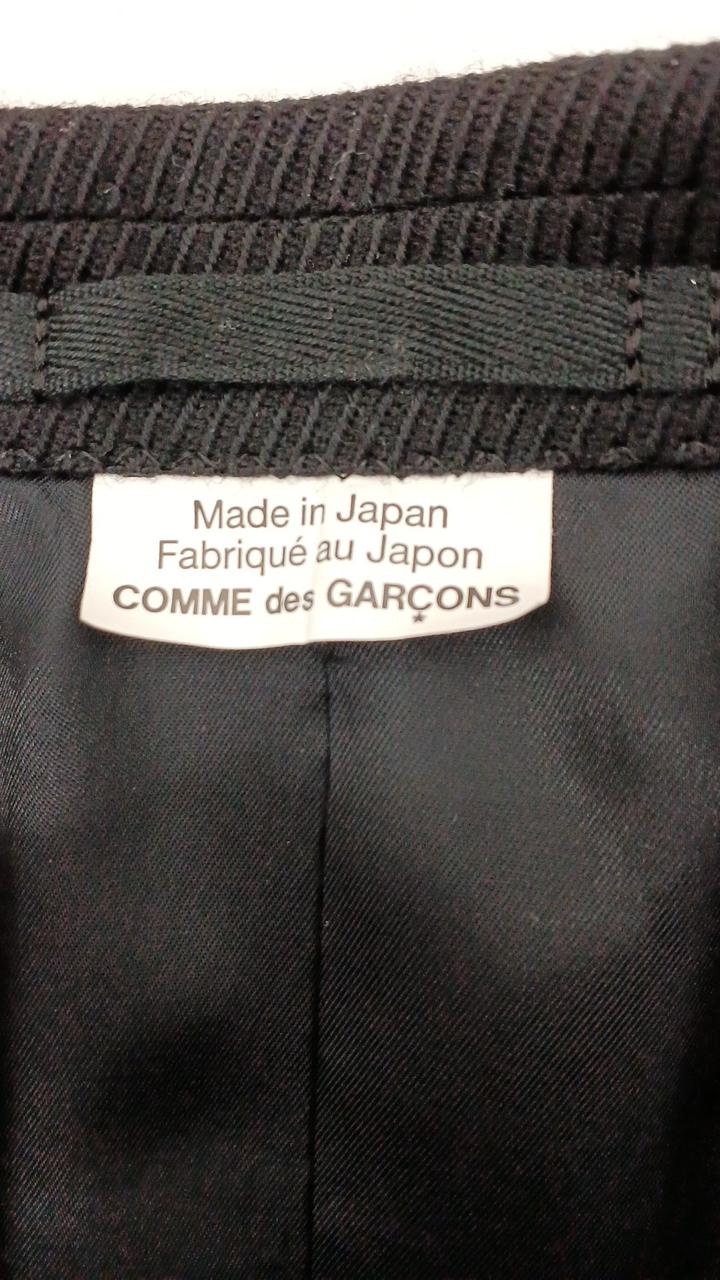 Made in Japan
Fabriqué au Japon
COMME des GARÇONS
★